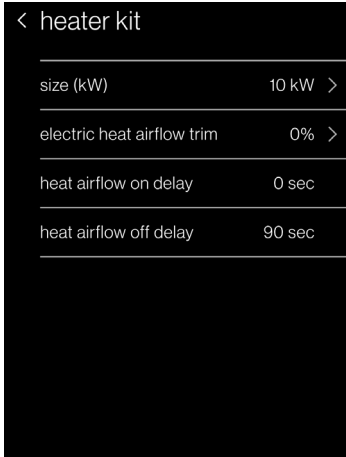 heater kit
size (kW) 10 kW
electric heat airflow trim 0%
heat airflow on delay 0 sec
heat airflow off delay 90 sec